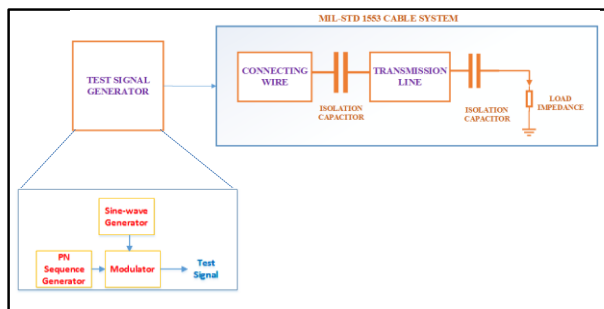 MIL-STD 1553 CABLE SYSTEM
TEST SIGNAL
GENERATOR
CONNECTING
WIRE
ISOLATION
CAPACITOR
TRANSMISSION
LINE
ISOLATION
CAPACITOR
LOAD
IMPEDANCE
Sine-wave
Generator
PN
Sequence
Generator
Modulator
Test
Signal